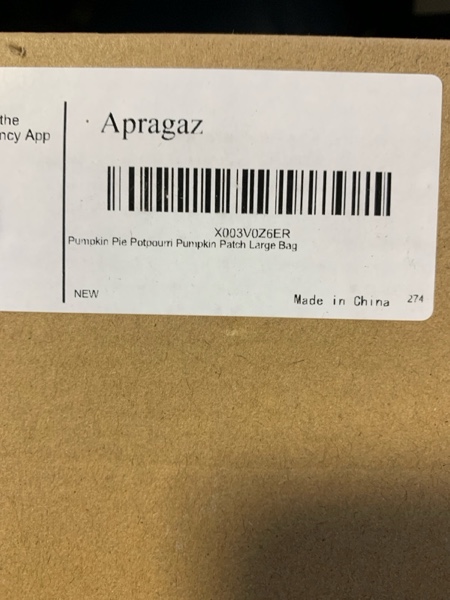 the
ncy App
Apragaz
X003V0Z6ER
Pumpkin Pie Potpourri Pumpkin Patch Large Bag
NEW
Made in China
274